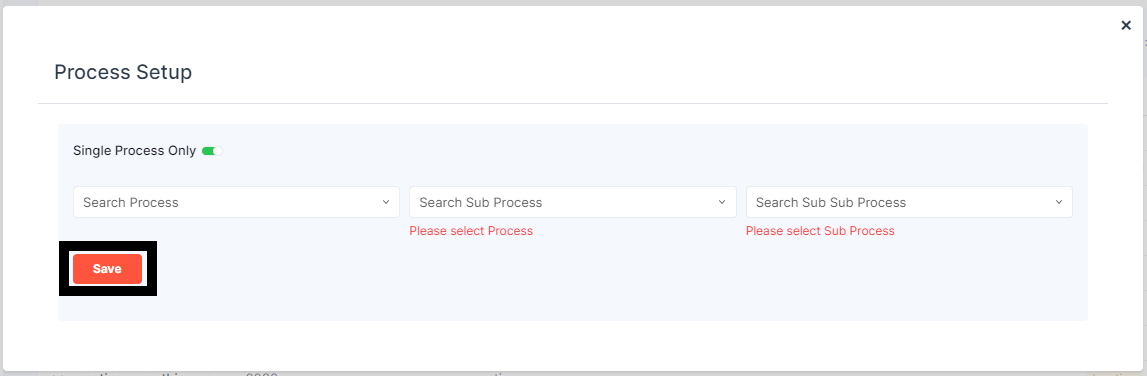 ×
Process Setup
Single Process Only
Search Process
Search Sub Process
Search Sub Sub Process
Please select Process
Please select Sub Process
Save